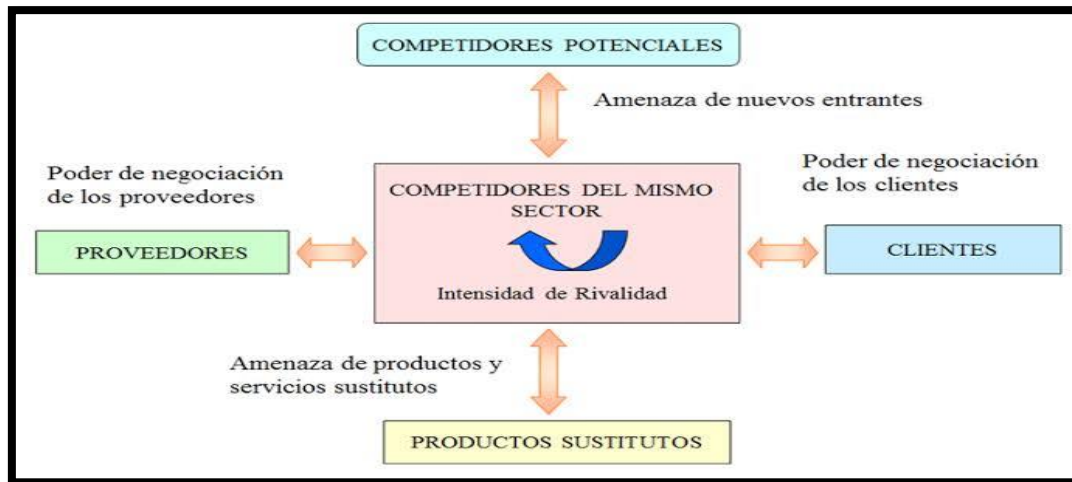 COMPETIDORES POTENCIALES
Amenaza de nuevos entrantes
Poder de negociación
de los proveedores
PROVEEDORES
COMPETIDORES DEL MISMO
SECTOR
Intensidad de Rivalidad
Poder de negociación
de los clientes
CLIENTES
Amenaza de productos y
servicios sustitutos
PRODUCTOS SUSTITUTOS